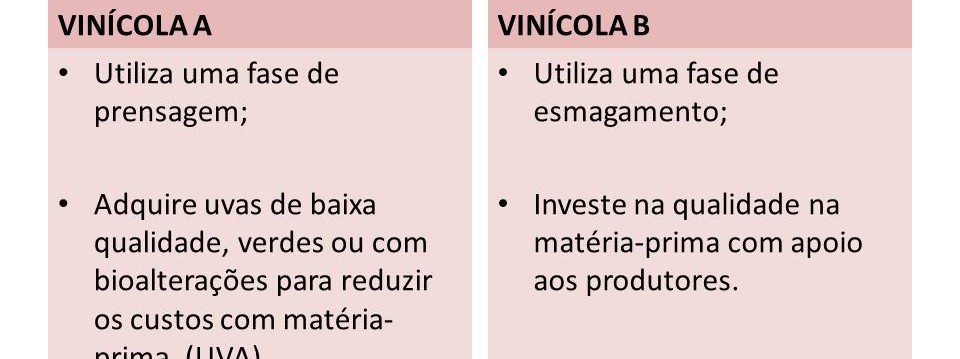 VINÍCOLA A
• Utiliza uma fase de
prensagem;
• Adquire uvas de baixa
qualidade, verdes ou com
bioalterações para reduzir
os custos com matéria-
prima (UVA)
VINÍCOLA B
• Utiliza uma fase de
esmagamento;
• Investe na qualidade na
matéria-prima com apoio
aos produtores.